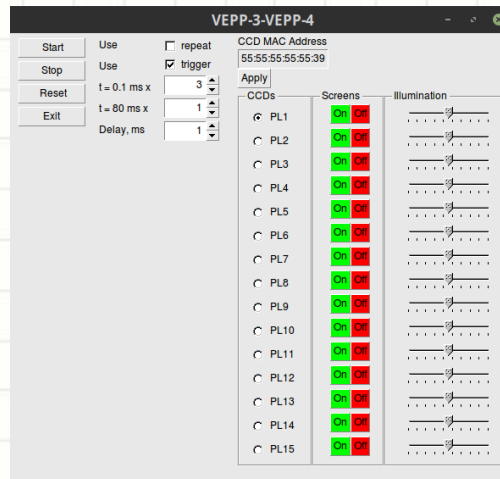 VEPP-3-VEPP-4
Start
Stop
Reset
Exit
Use repeat
Use trigger
t = 0.1 ms x 3
t = 80 ms x 1
Delay, ms 1
CCD MAC Address
55:55:55:55:55:39
Apply
CCDs Screens Illumination
PL1 On Off
PL2 On Off
PL3 On Off
PL4 On Off
PL5 On Off
PL6 On Off
PL7 On Off
PL8 On Off
PL9 On Off
PL10 On Off
PL11 On Off
PL12 On Off
PL13 On Off
PL14 On Off
PL15 On Off